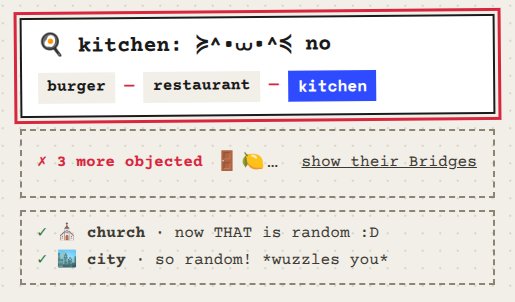 🍳 kitchen: ≽^•⩊•^≼ no
burger — restaurant — kitchen
✗ 3 more objected 🚪🍋… show their Bridges
✓ ⛪ church · now THAT is random :D
✓ 🏙️ city · so random! *wuzzles you*